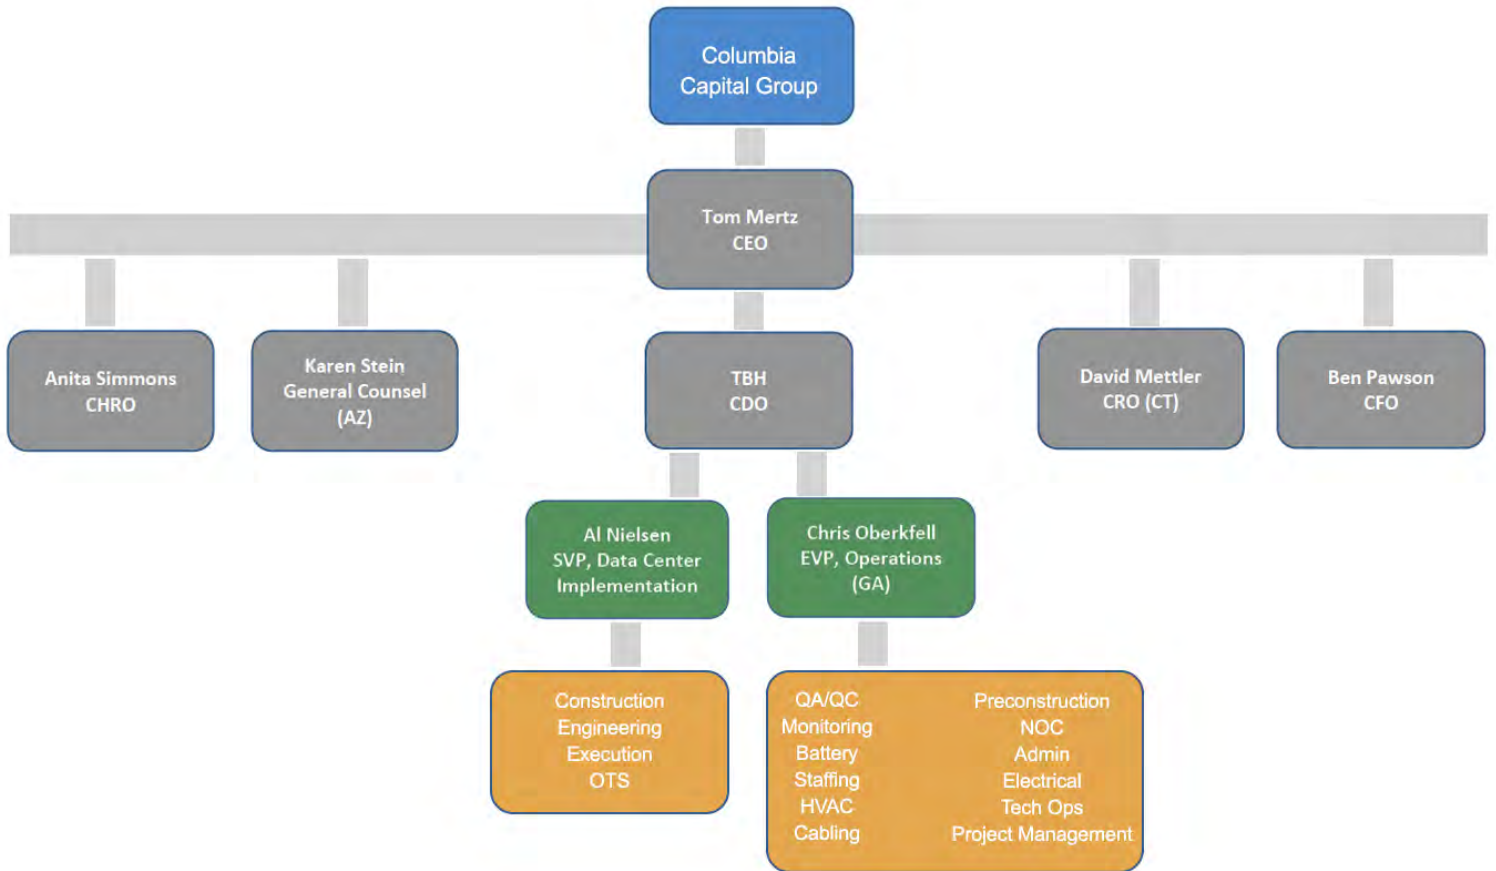 Columbia
Capital Group
Tom Mertz
CEO
Anita Simmons
CHRO
Karen Stein
General Counsel
(AZ)
TBH
CDO
David Mettler
CRO (CT)
Ben Pawson
CFO
Al Nielsen
SVP, Data Center
Implementation
Chris Oberkfell
EVP, Operations
(GA)
Construction
Engineering
Execution
OTS
QA/QC
Monitoring
Battery
Staffing
HVAC
Cabling
Preconstruction
NOC
Admin
Electrical
Tech Ops
Project Management